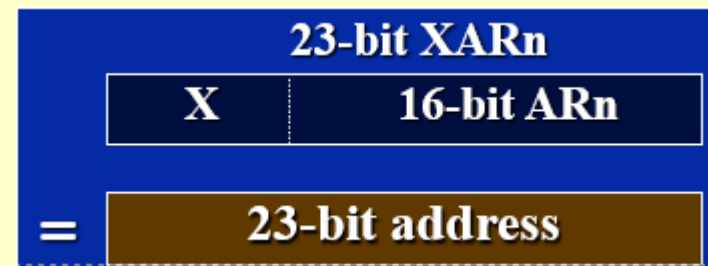 23-bit XARn
X 16-bit ARn
= 23-bit address